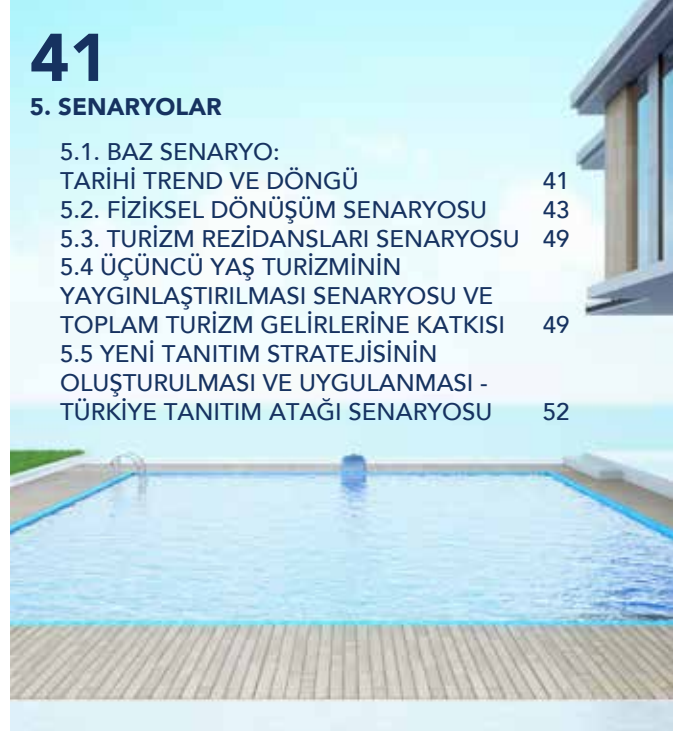 41
5. SENARYOLAR
5.1. BAZ SENARYO:
TARİHİ TREND VE DÖNGÜ 41
5.2. FİZİKSEL DÖNÜŞÜM SENARYOSU 43
5.3. TURİZM REZİDANSLARI SENARYOSU 49
5.4 ÜÇÜNCÜ YAŞ TURİZMİNİN
YAYGINLAŞTIRILMASI SENARYOSU VE
TOPLAM TURİZM GELİRLERİNE KATKISI 49
5.5 YENİ TANITIM STRATEJİSİNİN
OLUŞTURULMASI VE UYGULANMASI -
TÜRKİYE TANITIM ATAĞI SENARYOSU 52